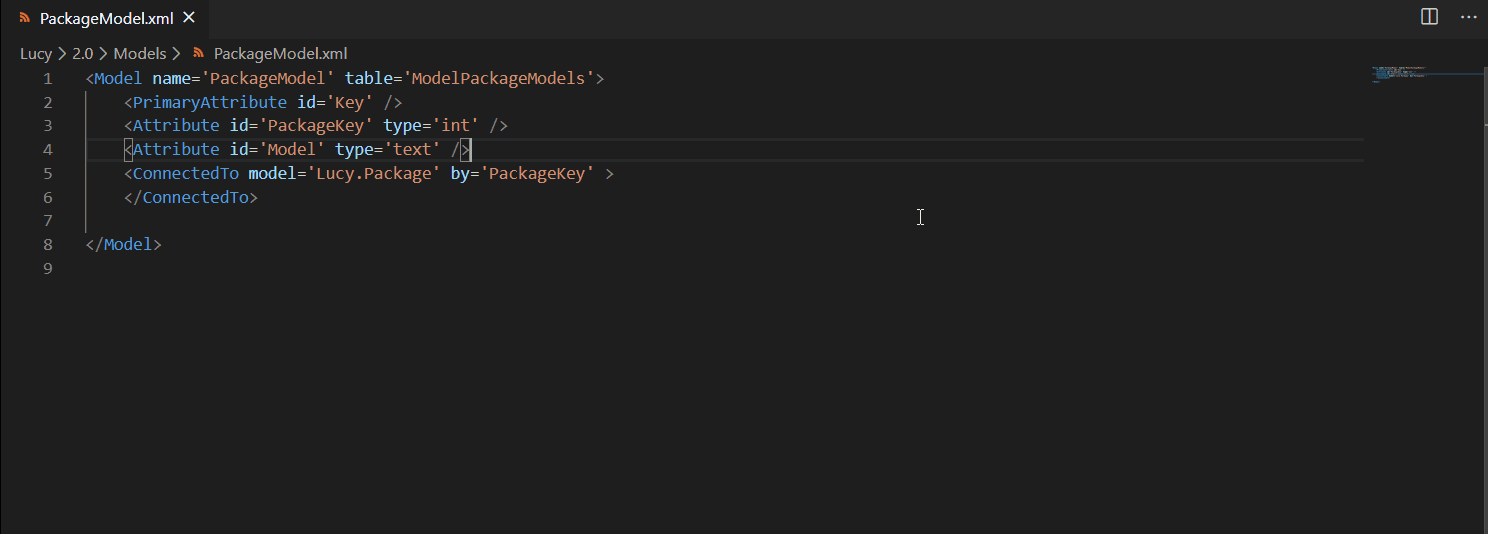 PackageModel.xml
Lucy > 2.0 > Models > PackageModel.xml
1 <Model name='PackageModel' table='ModelPackageModels'>
2 <PrimaryAttribute id='Key' />
3 <Attribute id='PackageKey' type='int' />
4 <Attribute id='Model' type='text' />
5 <ConnectedTo model='Lucy.Package' by='PackageKey' >
6 </ConnectedTo>
7
8 </Model>
9